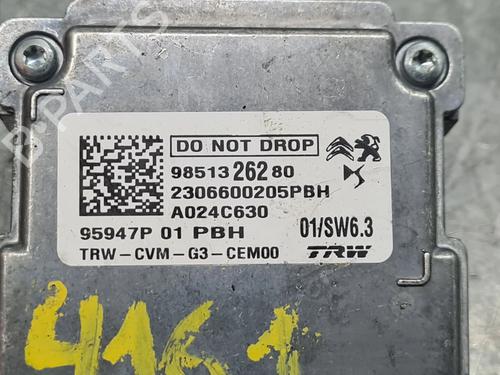 DO NOT DROP
98513 262 80
2306600205PBH
A024C630
95947P 01 PBH 01/SW6.3
TRW-CVM-G3-CEM00 TRW
4161
B-PARTS